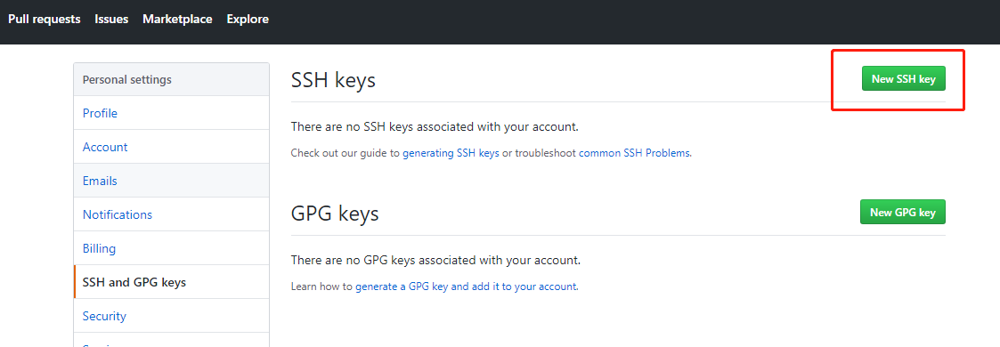 Pull requests Issues Marketplace Explore
Personal settings
Profile
Account
Emails
Notifications
Billing
SSH and GPG keys
Security
SSH keys
New SSH key
There are no SSH keys associated with your account.
Check out our guide to generating SSH keys or troubleshoot common SSH Problems.
GPG keys
New GPG key
There are no GPG keys associated with your account.
Learn how to generate a GPG key and add it to your account.